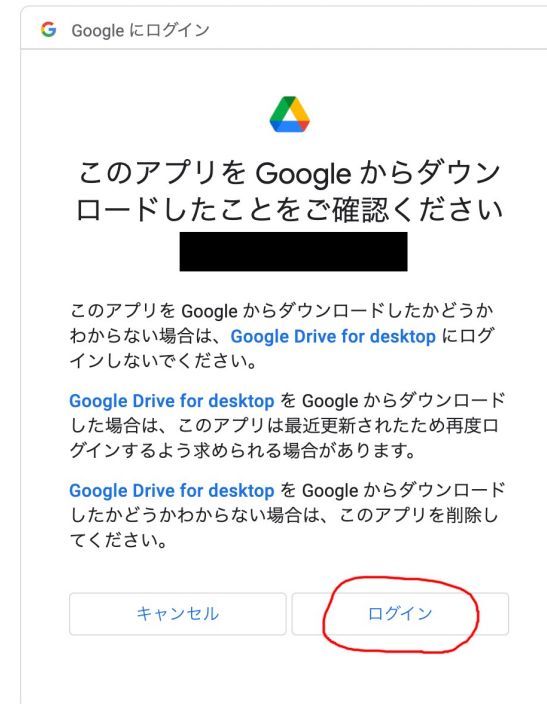 Google にログイン
このアプリを Google からダウン
ロードしたことをご確認ください
このアプリを Google からダウンロードしたかどうか
わからない場合は、Google Drive for desktop にログ
インしないでください。
Google Drive for desktop を Google からダウンロード
した場合は、このアプリは最近更新されたため再度ロ
グインするよう求められる場合があります。
Google Drive for desktop を Google からダウンロード
したかどうかわからない場合は、このアプリを削除し
てください。
キャンセル
ログイン